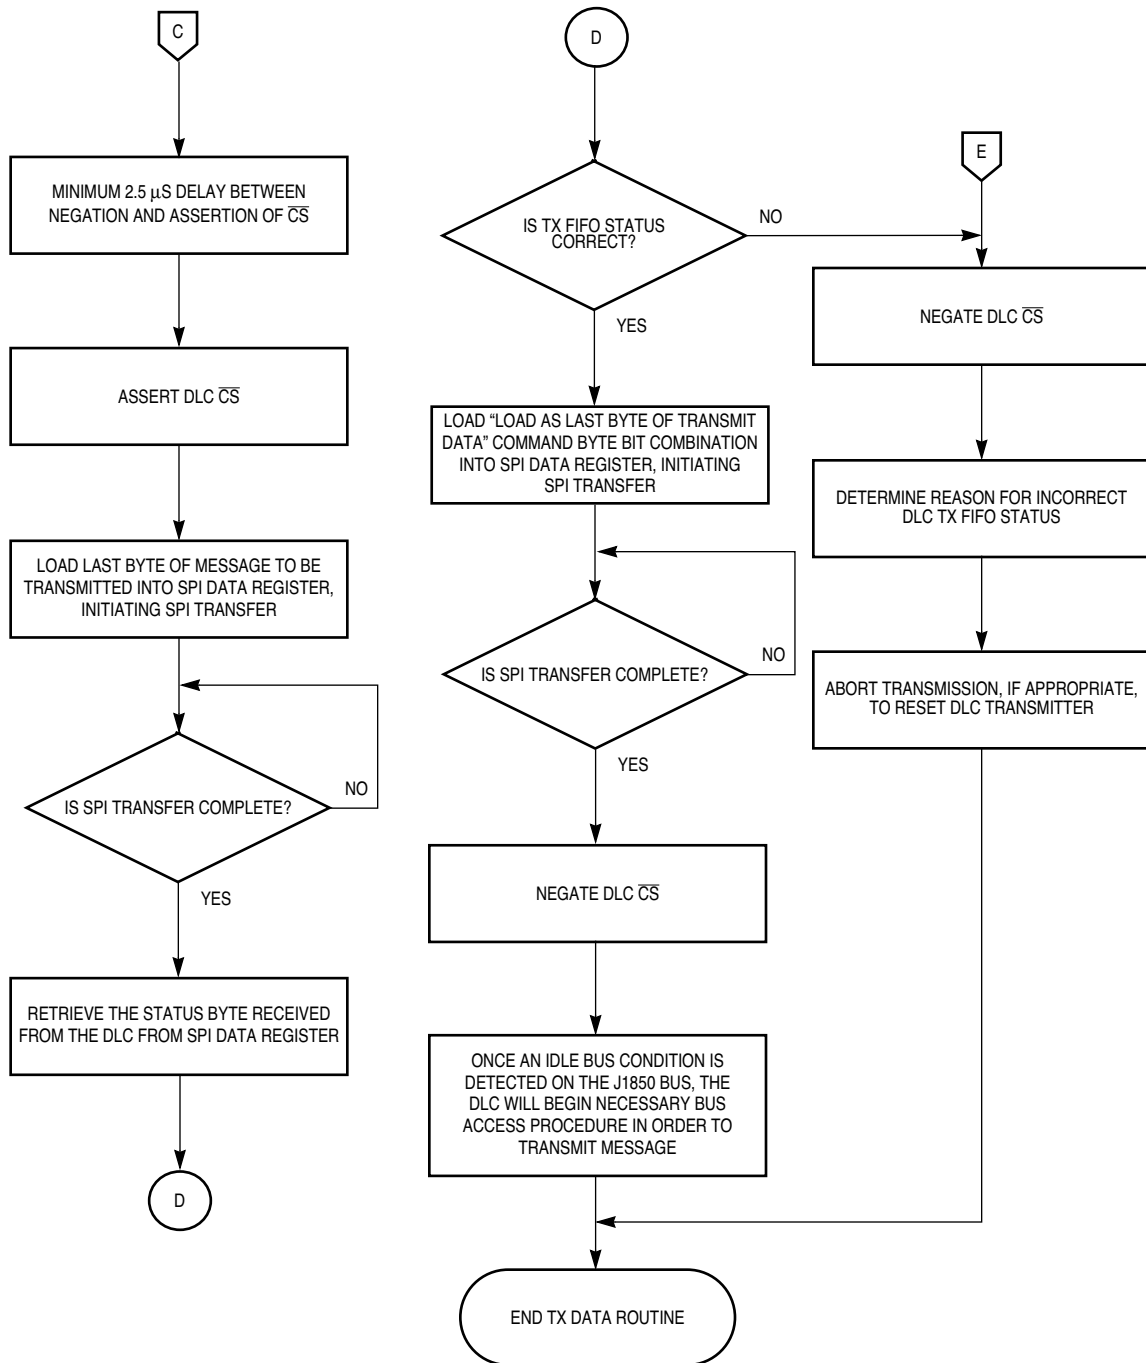 C
MINIMUM 2.5 μS DELAY BETWEEN
NEGATION AND ASSERTION OF C̅S̅
ASSERT DLC C̅S̅
LOAD LAST BYTE OF MESSAGE TO BE
TRANSMITTED INTO SPI DATA REGISTER,
INITIATING SPI TRANSFER
IS SPI TRANSFER COMPLETE?
NO
YES
RETRIEVE THE STATUS BYTE RECEIVED
FROM THE DLC FROM SPI DATA REGISTER
D
D
IS TX FIFO STATUS
CORRECT?
NO
YES
LOAD “LOAD AS LAST BYTE OF TRANSMIT
DATA” COMMAND BYTE BIT COMBINATION
INTO SPI DATA REGISTER, INITIATING
SPI TRANSFER
IS SPI TRANSFER COMPLETE?
NO
YES
NEGATE DLC C̅S̅
ONCE AN IDLE BUS CONDITION IS
DETECTED ON THE J1850 BUS, THE
DLC WILL BEGIN NECESSARY BUS
ACCESS PROCEDURE IN ORDER TO
TRANSMIT MESSAGE
END TX DATA ROUTINE
E
NEGATE DLC C̅S̅
DETERMINE REASON FOR INCORRECT
DLC TX FIFO STATUS
ABORT TRANSMISSION, IF APPROPRIATE,
TO RESET DLC TRANSMITTER